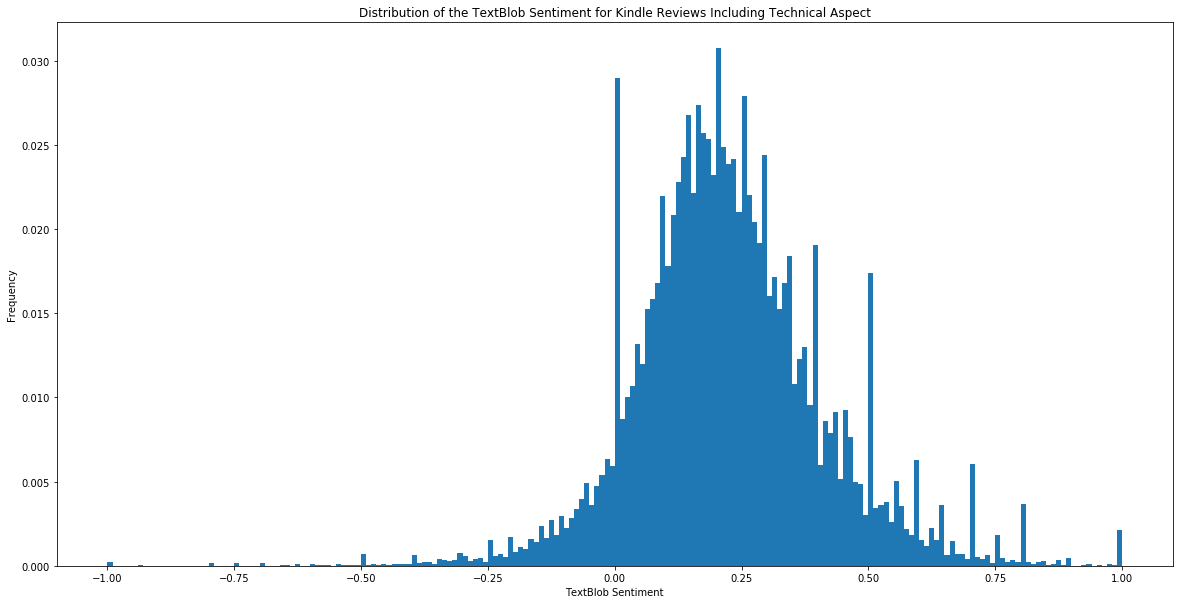 Distribution of the TextBlob Sentiment for Kindle Reviews Including Technical Aspect
Frequency
0.030
0.025
0.020
0.015
0.010
0.005
0.000
−1.00 −0.75 −0.50 −0.25 0.00 0.25 0.50 0.75 1.00
TextBlob Sentiment